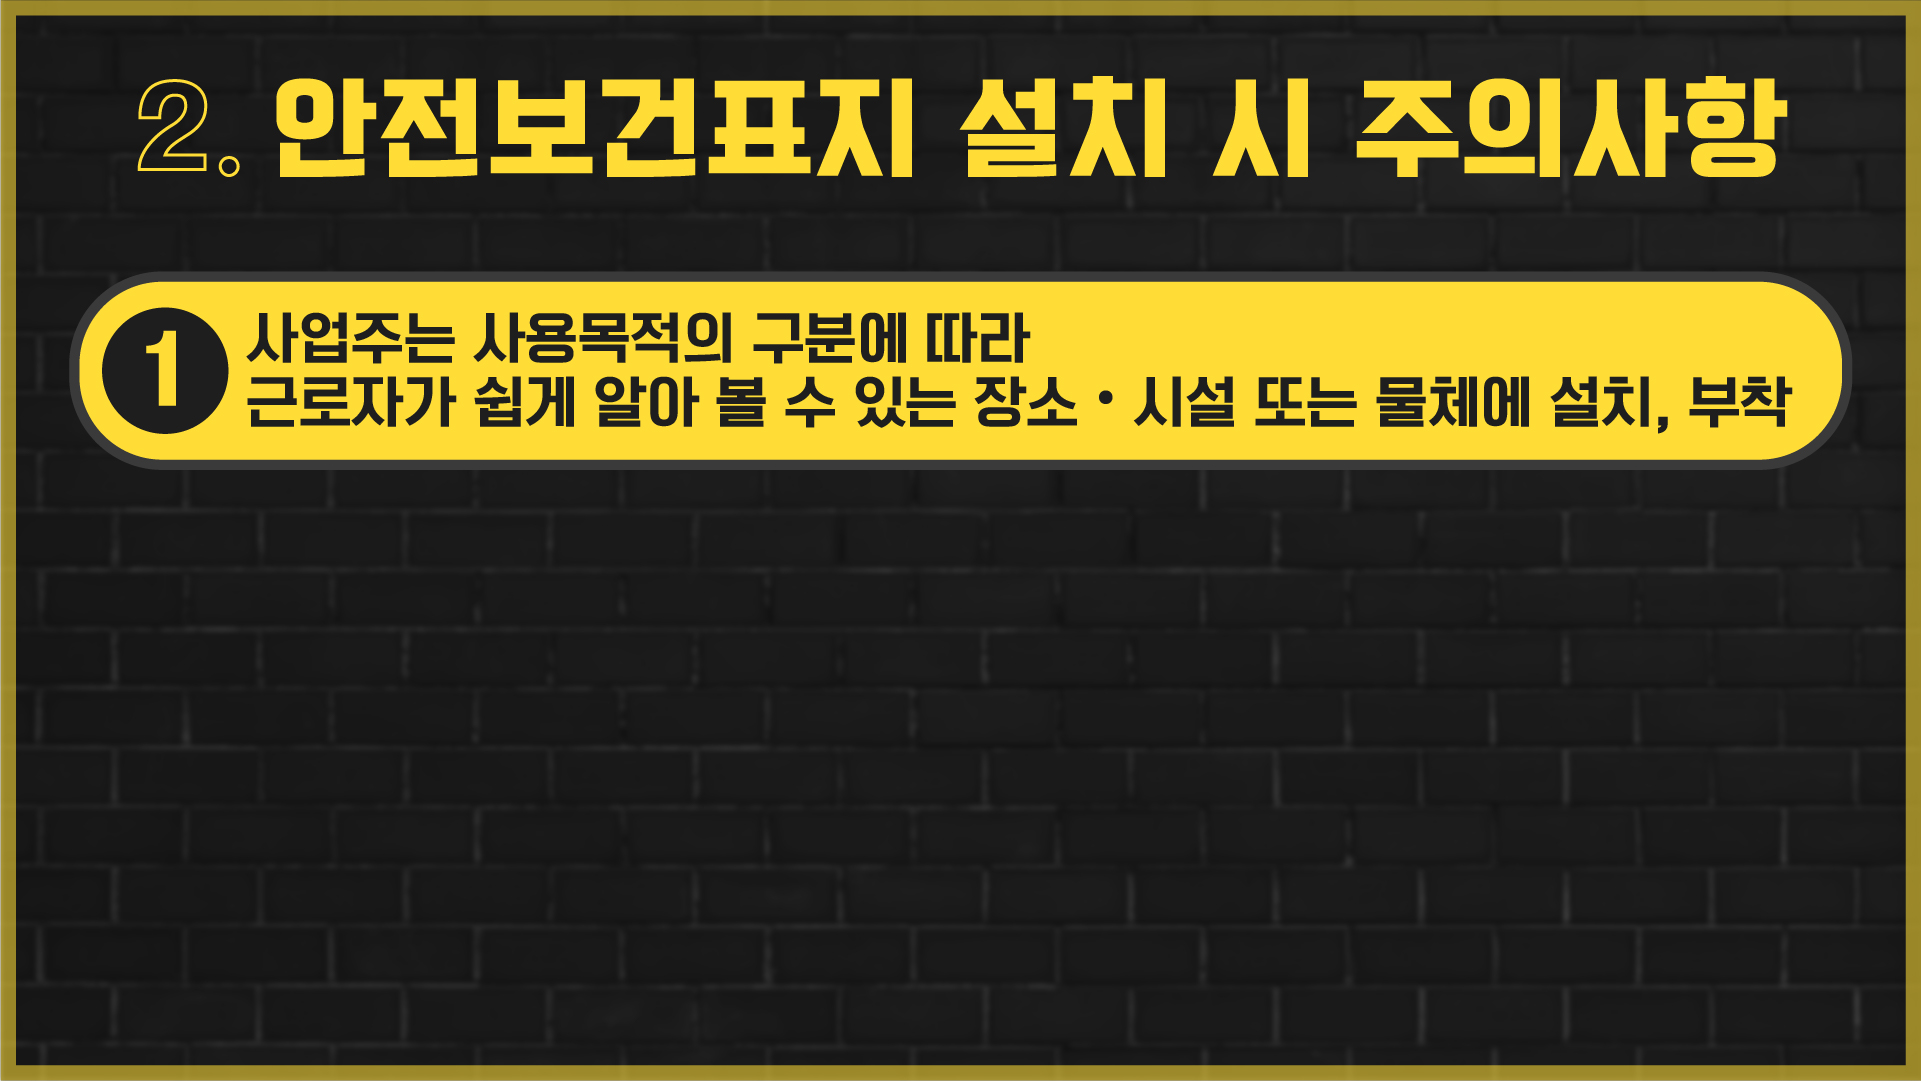 2. 안전보건표지 설치 시 주의사항
1
사업주는 사용목적의 구분에 따라
근로자가 쉽게 알아 볼 수 있는 장소・시설 또는 물체에 설치, 부착